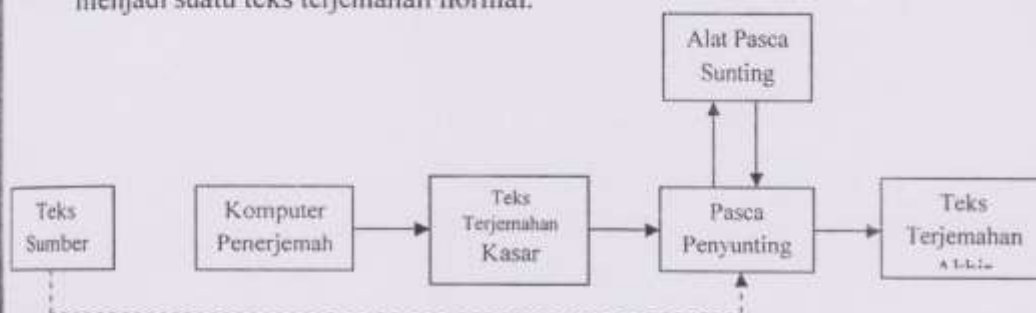 menjadi suatu teks terjemahan normal.
Alat Pasca
Sunting
Teks
Sumber
Komputer
Penerjemah
Teks
Terjemahan
Kasar
Pasca
Penyunting
Teks
Terjemahan